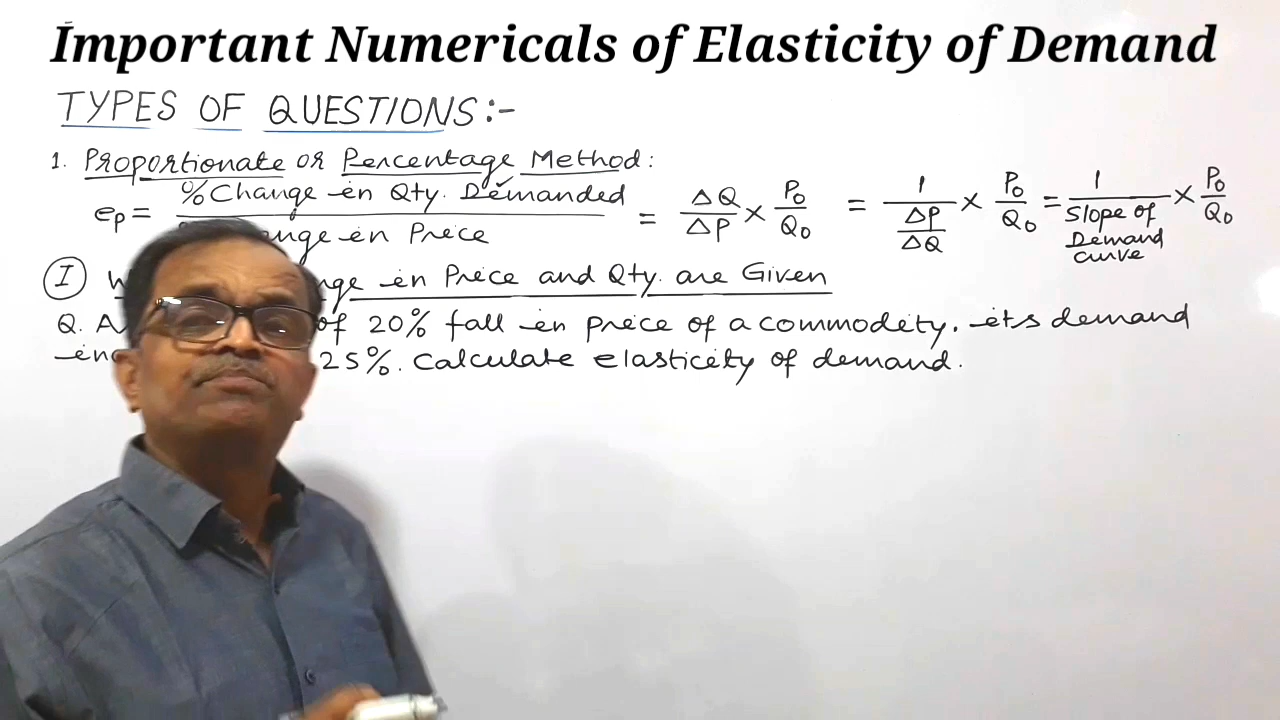 Important Numericals of Elasticity of Demand
TYPES OF QUESTIONS:-
1. Proportionate or Percentage Method:
ep = %Change in Qty. Demanded / Change in Price = ΔQ/ΔP × P₀/Q₀ = 1/(ΔP/ΔQ) × P₀/Q₀ = 1/Slope of Demand Curve × P₀/Q₀
I in Price and Qty. are Given
Q. of 20% fall in price of a commodity. its demand
25%. Calculate elasticity of demand.